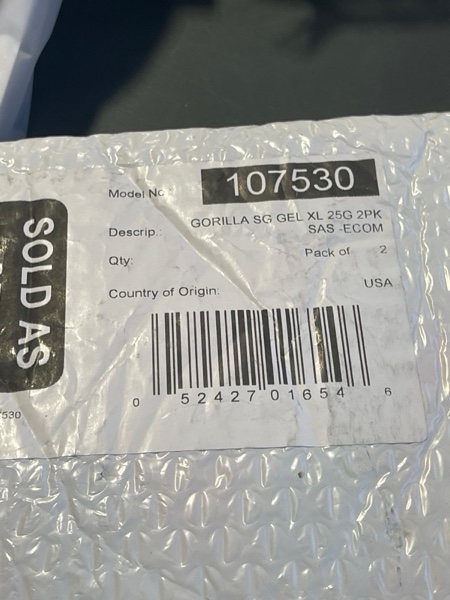 Model No.: 107530
Descrip.: GORILLA SG GEL XL 25G 2PK
SAS -ECOM
Qty: Pack of 2
Country of Origin: USA
0 52427 01654 6
SOLD AS